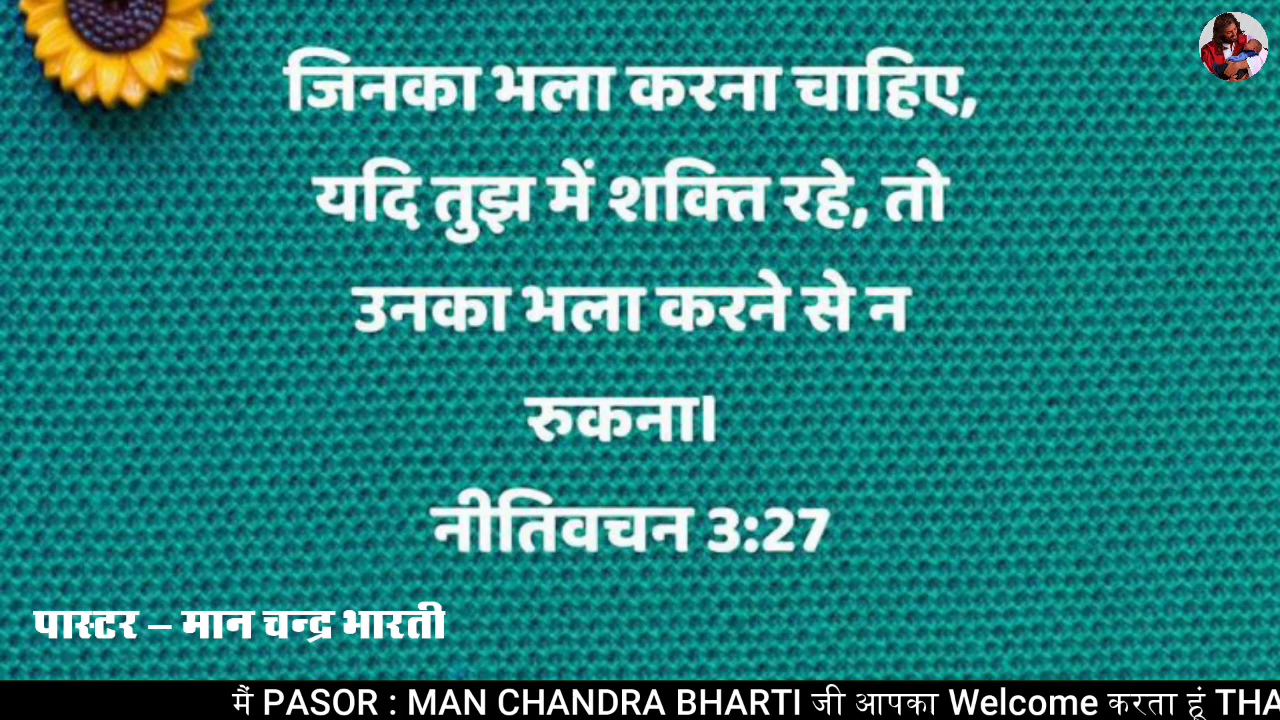 जिनका भला करना चाहिए,
यदि तुझ में शक्ति रहे, तो
उनका भला करने से न
रुकना।
नीतिवचन 3:27
पास्टर – मान चन्द्र भारती
मैं PASOR : MAN CHANDRA BHARTI जी आपका Welcome करता हूं THA